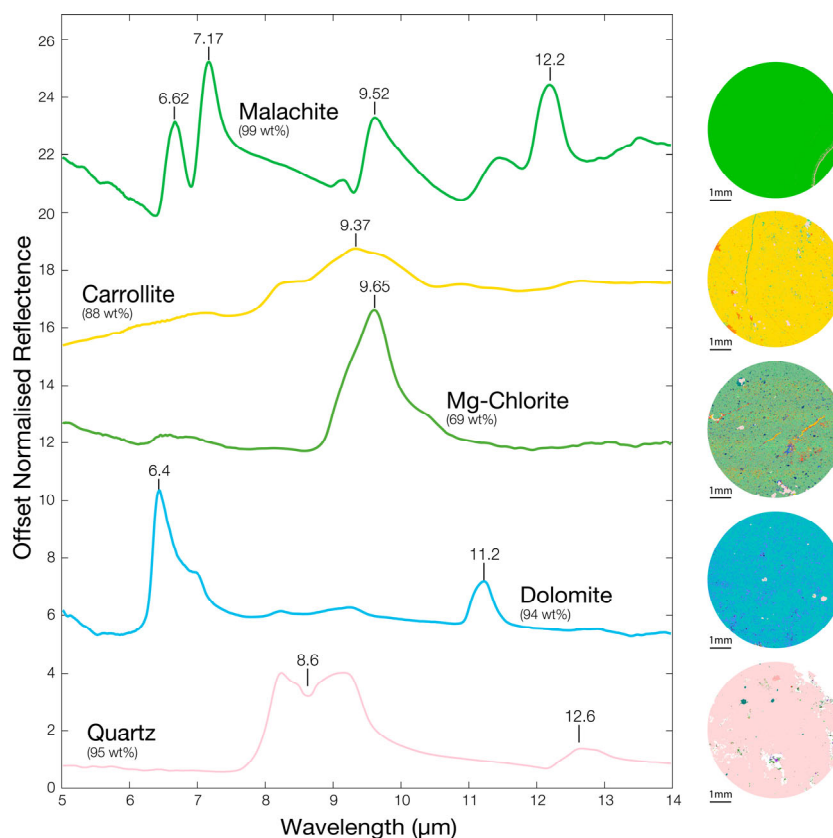 26
24
22
20
18
16
14
12
10
8
6
4
2
0
Offset Normalised Reflectence
7.17
6.62
12.2
9.52
Malachite
(99 wt%)
9.37
Carrollite
(88 wt%)
9.65
Mg-Chlorite
(69 wt%)
6.4
11.2
Dolomite
(94 wt%)
8.6
12.6
Quartz
(95 wt%)
5 6 7 8 9 10 11 12 13 14
Wavelength (μm)
1mm
1mm
1mm
1mm
1mm